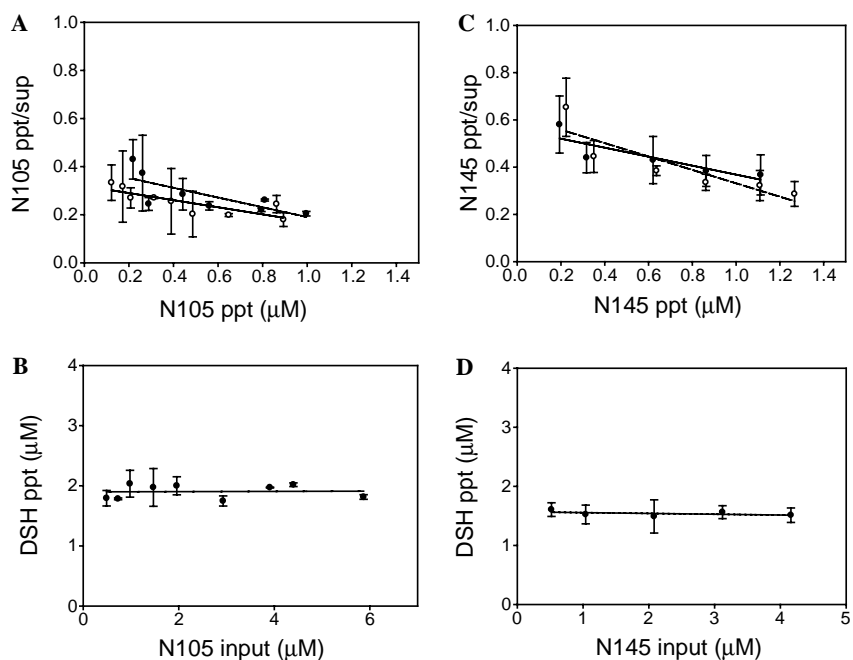 A
1.0
0.8
0.6
0.4
0.2
0.0
N105 ppt/sup
0.0 0.2 0.4 0.6 0.8 1.0 1.2 1.4
N105 ppt (μM)
C
1.0
0.8
0.6
0.4
0.2
0.0
N145 ppt/sup
0.0 0.2 0.4 0.6 0.8 1.0 1.2 1.4
N145 ppt (μM)
B
4
3
2
1
0
DSH ppt (μM)
0 2 4 6
N105 input (μM)
D
4
3
2
1
0
DSH ppt (μM)
0 1 2 3 4 5
N145 input (μM)